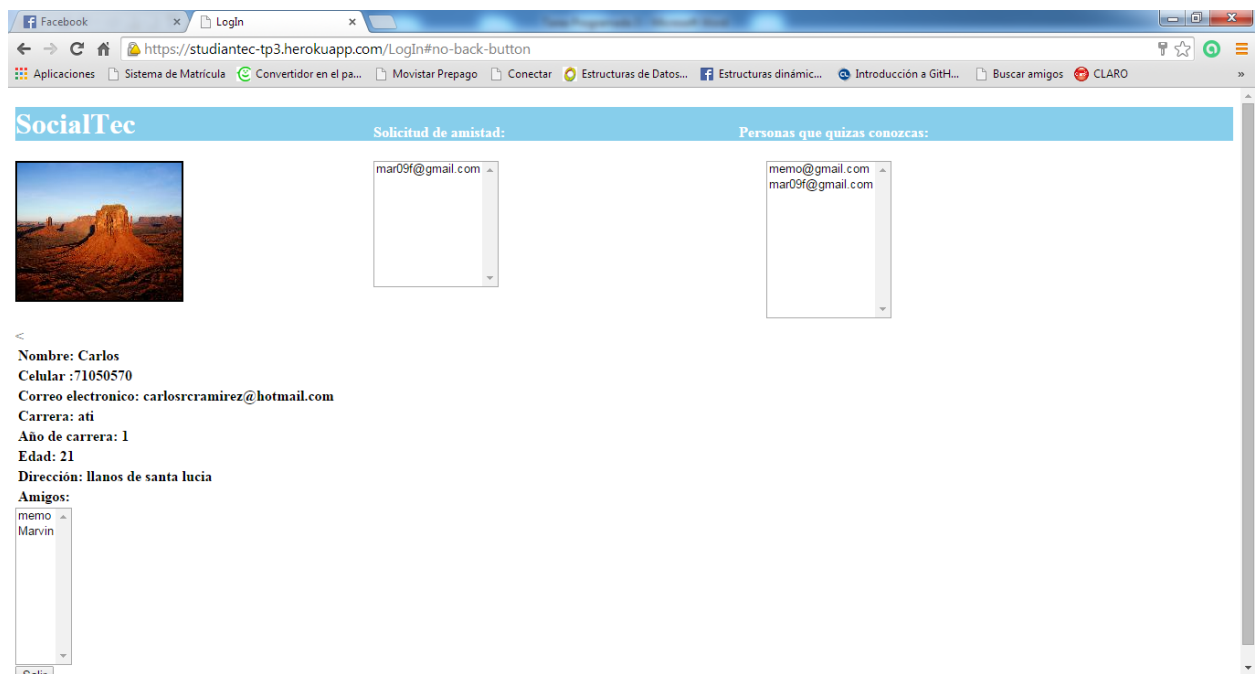 Facebook
LogIn
https://studiantec-tp3.herokuapp.com/LogIn#no-back-button
Aplicaciones
Sistema de Matrícula
Convertidor en el pa...
Movistar Prepago
Conectar
Estructuras de Datos...
Estructuras dinámic...
Introducción a GitH...
Buscar amigos
CLARO
SocialTec
Solicitud de amistad:
Personas que quizas conozcas:
mar09f@gmail.com
memo@gmail.com
mar09f@gmail.com
<
Nombre: Carlos
Celular :71050570
Correo electronico: carlosrcramirez@hotmail.com
Carrera: ati
Año de carrera: 1
Edad: 21
Dirección: llanos de santa lucia
Amigos:
memo
Marvin